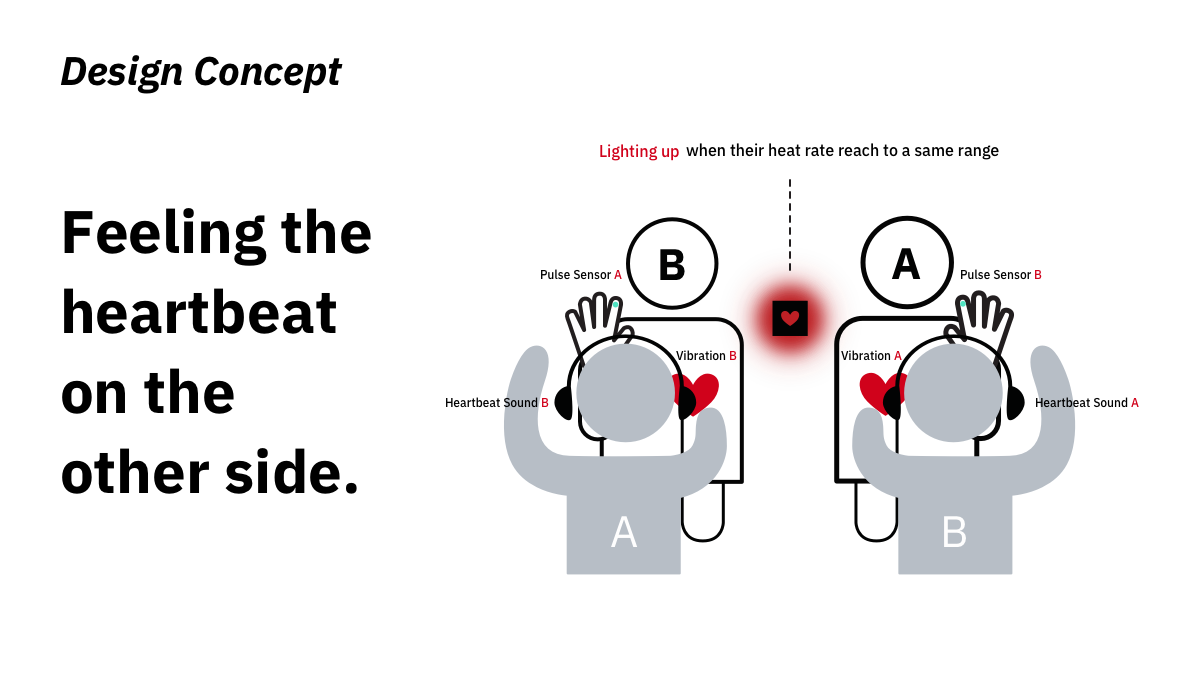 Design Concept
Feeling the
heartbeat
on the
other side.
Lighting up when their heat rate reach to a same range
B
A
Pulse Sensor A
Pulse Sensor B
Vibration B
Vibration A
Heartbeat Sound B
Heartbeat Sound A
A
B